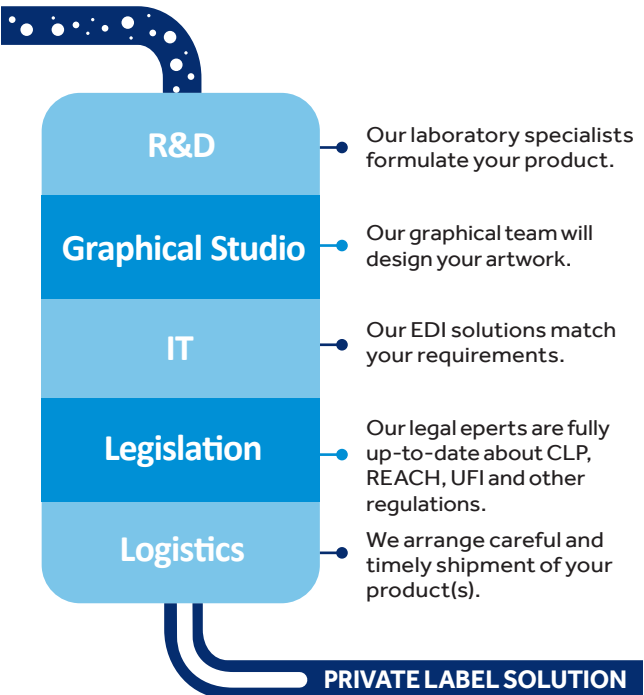 R&D
Our laboratory specialists
formulate your product.
Graphical Studio
Our graphical team will
design your artwork.
IT
Our EDI solutions match
your requirements.
Legislation
Our legal eperts are fully
up-to-date about CLP,
REACH, UFI and other
regulations.
Logistics
We arrange careful and
timely shipment of your
product(s).
PRIVATE LABEL SOLUTION